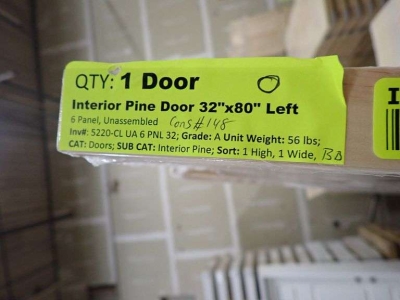 QTY: 1 Door
Interior Pine Door 32"x80" Left
6 Panel, Unassembled Cons# 148
Inv#: 5220-CL UA 6 PNL 32; Grade: A Unit Weight: 56 lbs;
CAT: Doors; SUB CAT: Interior Pine; Sort: 1 High, 1 Wide, BD